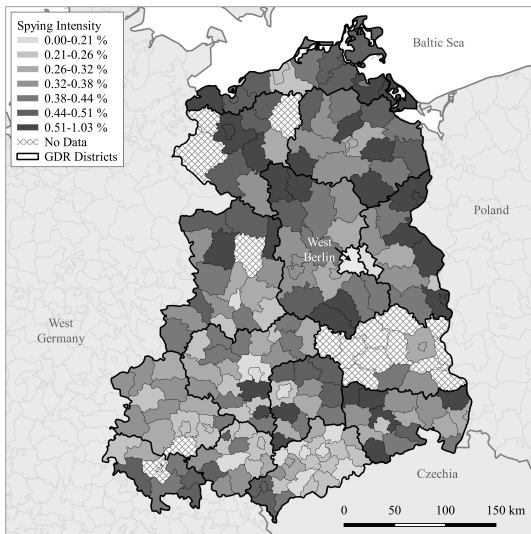 Spying Intensity
0.00-0.21 %
0.21-0.26 %
0.26-0.32 %
0.32-0.38 %
0.38-0.44 %
0.44-0.51 %
0.51-1.03 %
No Data
GDR Districts
Baltic Sea
Poland
West
Berlin
West
Germany
Czechia
0 50 100 150 km